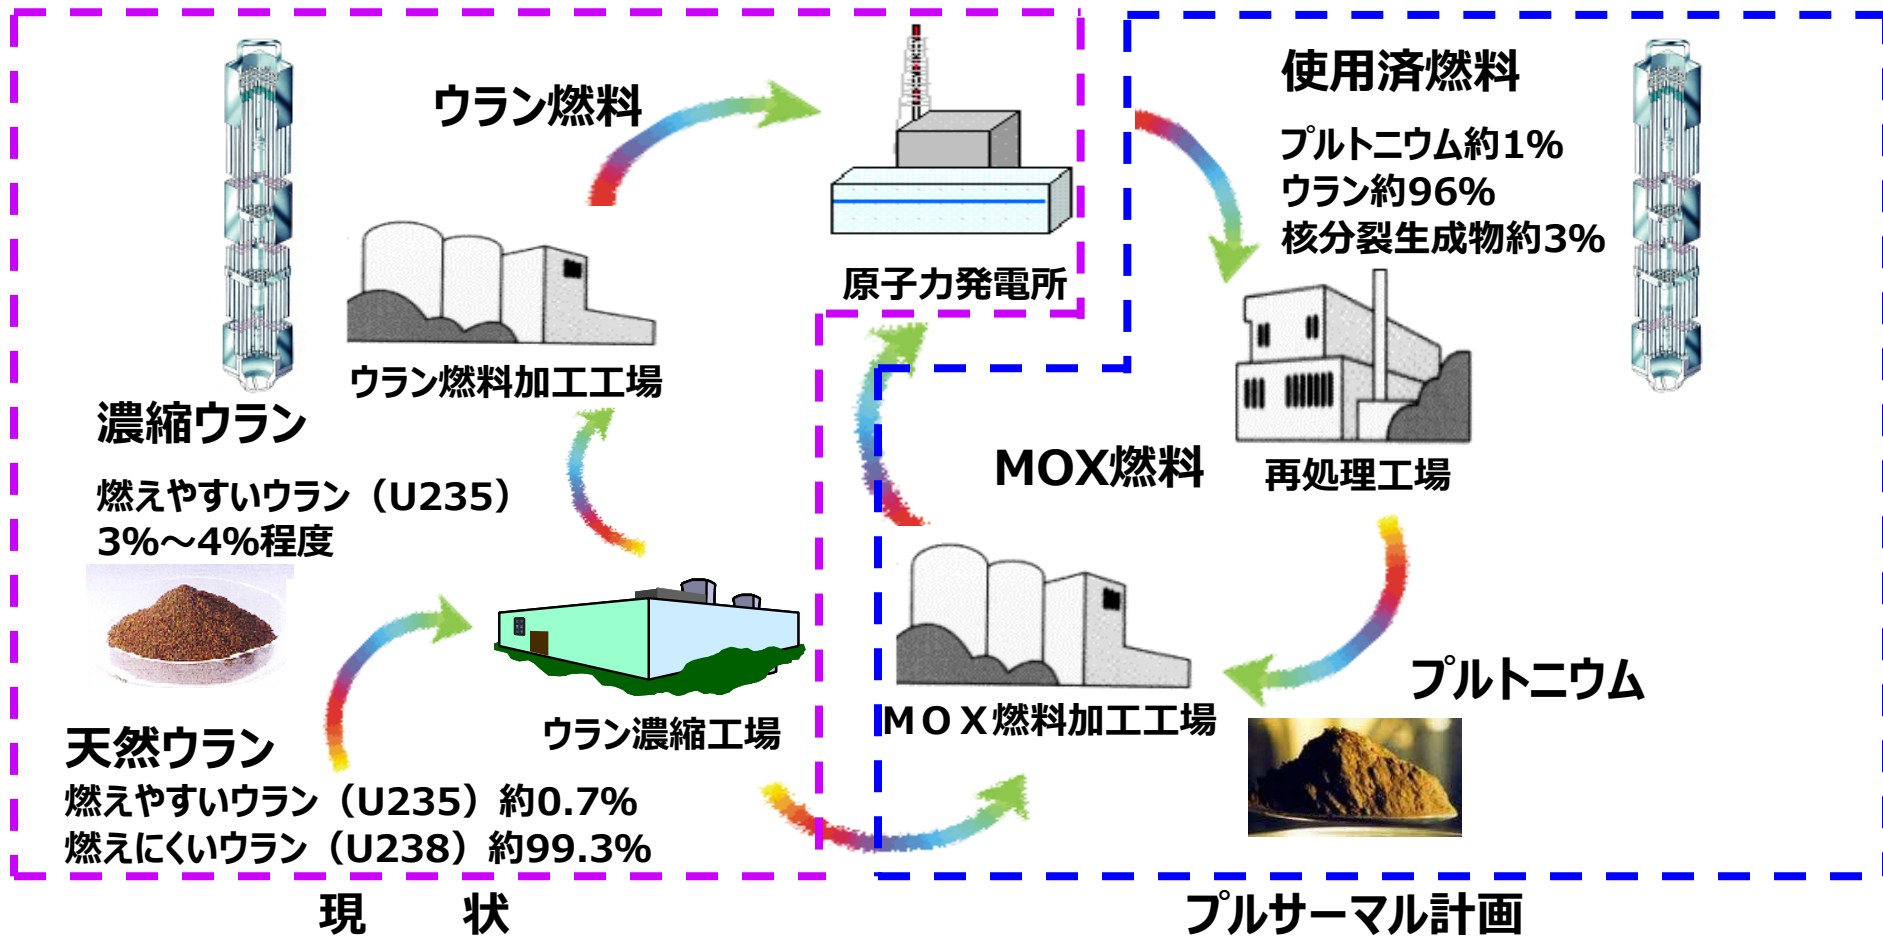 ウラン燃料
使用済燃料
プルトニウム約1%
ウラン約96%
核分裂生成物約3%
原子力発電所
ウラン燃料加工工場
濃縮ウラン
燃えやすいウラン（U235）
3%～4%程度
MOX燃料
再処理工場
プルトニウム
ウラン濃縮工場
ＭＯＸ燃料加工工場
天然ウラン
燃えやすいウラン（U235）約0.7%
燃えにくいウラン（U238）約99.3%
現　状
プルサーマル計画